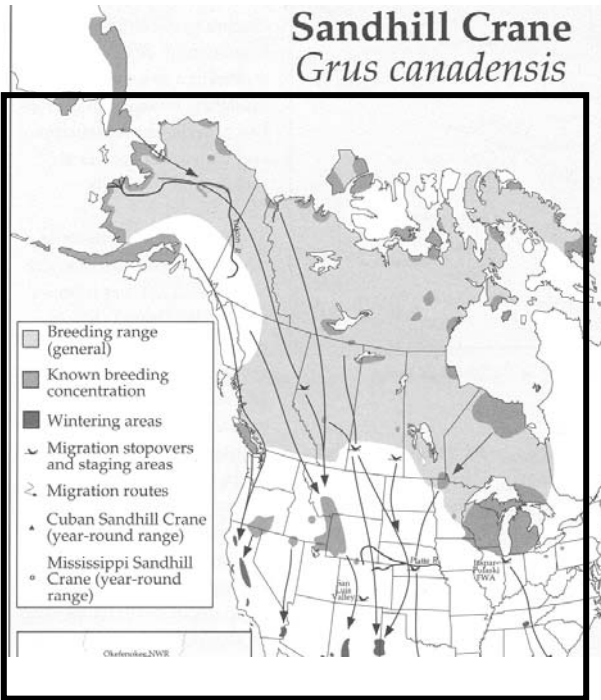 Sandhill Crane
Grus canadensis
Yukon R.
Breeding range
(general)
Known breeding
concentration
Wintering areas
Migration stopovers
and staging areas
Migration routes
Cuban Sandhill Crane
(year-round range)
Mississippi Sandhill
Crane (year-round
range)
Platte R.
Jasper-
Pulaski
FWA
San
Luis
Valley
Okefenokee NWR